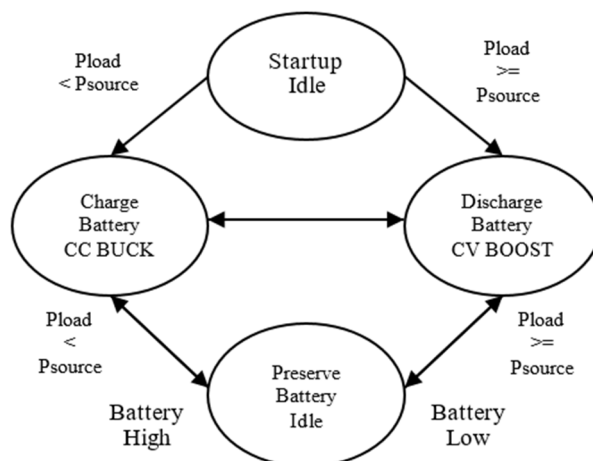 Startup
Idle
Pload
< Psource
Pload
>=
Psource
Charge
Battery
CC BUCK
Discharge
Battery
CV BOOST
Pload
<
Psource
Pload
>=
Psource
Preserve
Battery
Idle
Battery
High
Battery
Low